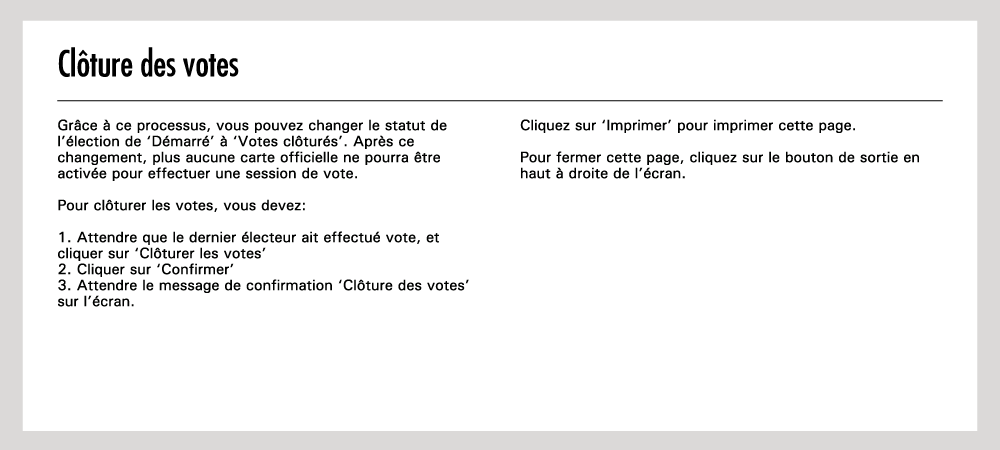 Clôture des votes
Grâce à ce processus, vous pouvez changer le statut de
l'élection de ‘Démarré’ à ‘Votes clôturés’. Après ce
changement, plus aucune carte officielle ne pourra être
activée pour effectuer une session de vote.
Pour clôturer les votes, vous devez:
1. Attendre que le dernier électeur ait effectué vote, et
cliquer sur ‘Clôturer les votes’
2. Cliquer sur ‘Confirmer’
3. Attendre le message de confirmation ‘Clôture des votes’
sur l’écran.
Cliquez sur ‘Imprimer’ pour imprimer cette page.
Pour fermer cette page, cliquez sur le bouton de sortie en
haut à droite de l’écran.